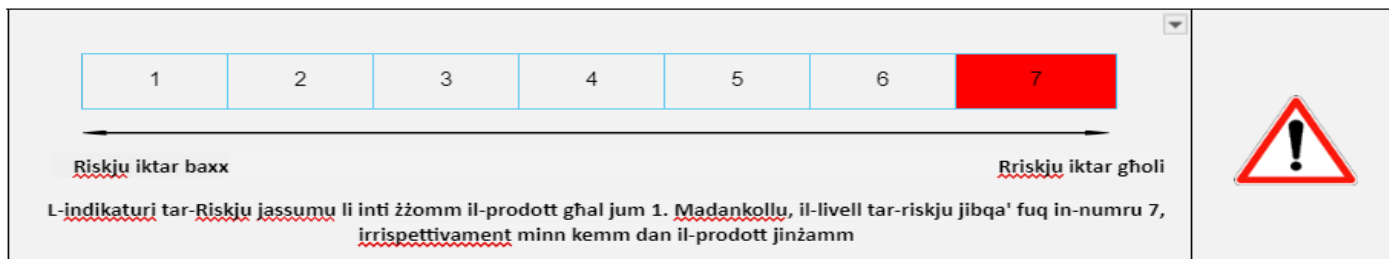 1 2 3 4 5 6 7
Riskju iktar baxx Rriskju iktar għoli
L-indikaturi tar-Riskju jassumu li inti żżomm il-prodott għal jum 1. Madankollu, il-livell tar-riskju jibqa' fuq in-numru 7,
irrispettivament minn kemm dan il-prodott jinżamm